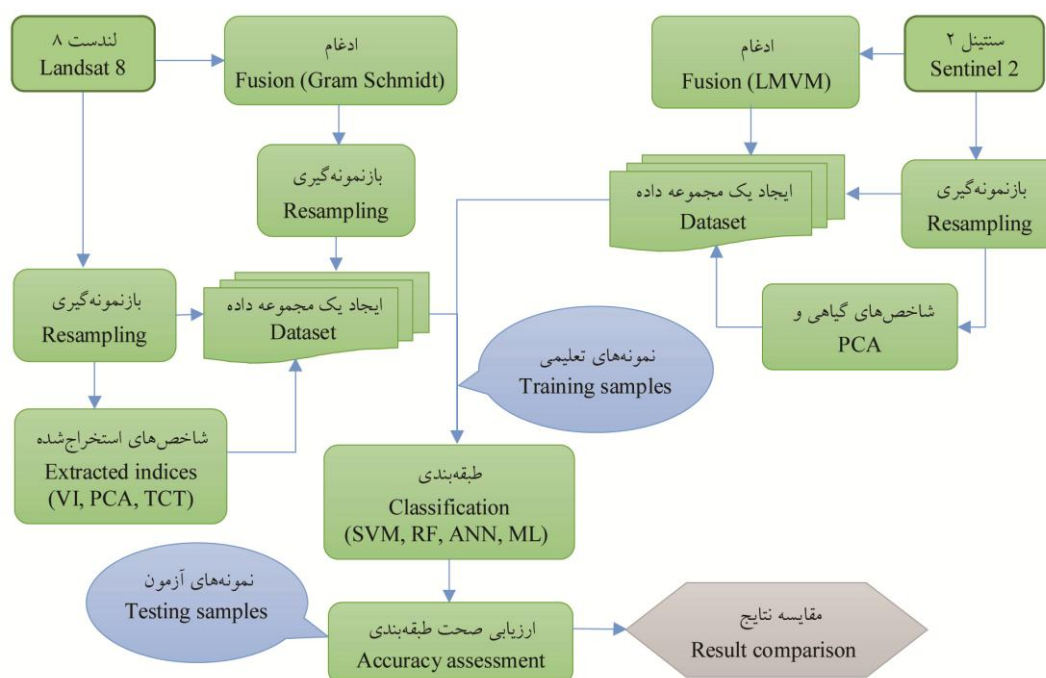 لندست ۸
Landsat 8
ادغام
Fusion (Gram Schmidt)
ادغام
Fusion (LMVM)
سنتینل ۲
Sentinel 2
بازنمونه‌گیری
Resampling
ایجاد یک مجموعه داده
Dataset
بازنمونه‌گیری
Resampling
بازنمونه‌گیری
Resampling
ایجاد یک مجموعه داده
Dataset
شاخص‌های گیاهی و
PCA
نمونه‌های تعلیمی
Training samples
شاخص‌های استخراج‌شده
Extracted indices
(VI, PCA, TCT)
طبقه‌بندی
Classification
(SVM, RF, ANN, ML)
نمونه‌های آزمون
Testing samples
ارزیابی صحت طبقه‌بندی
Accuracy assessment
مقایسه نتایج
Result comparison